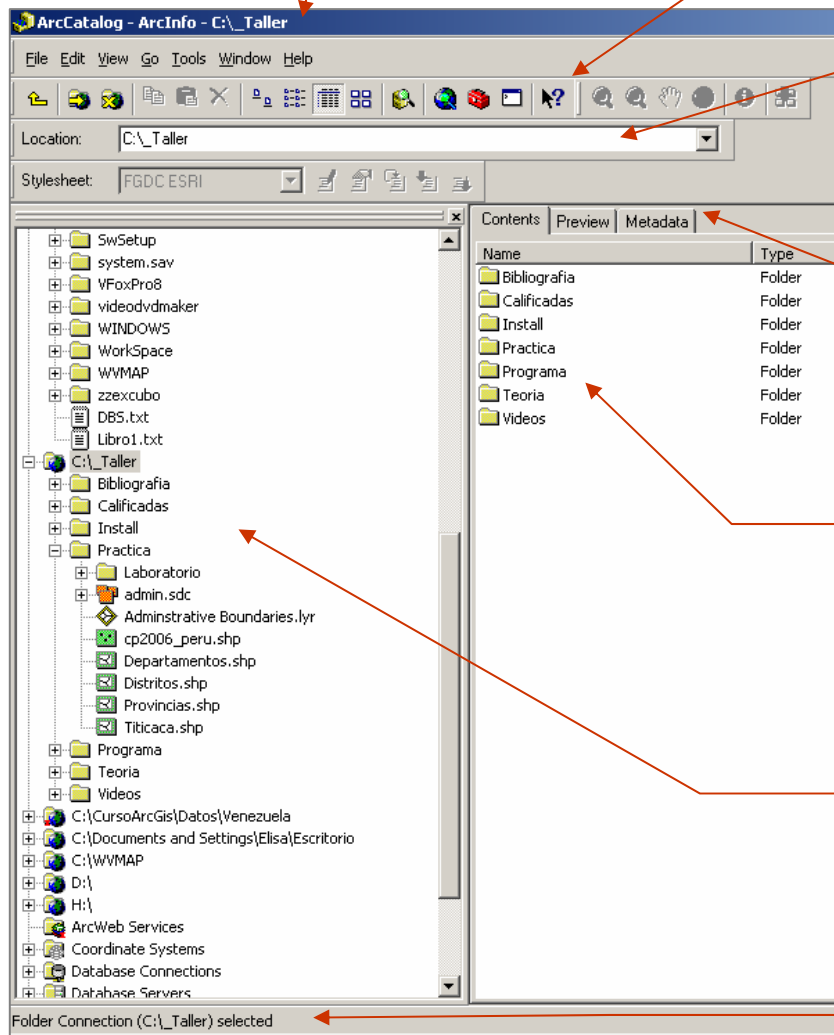 ArcCatalog - ArcInfo - C:\_Taller
File Edit View Go Tools Window Help
Location: C:\_Taller
Stylesheet: FGDC ESRI
SwSetup
system.sav
VFoxPro8
videodvdmaker
WINDOWS
WorkSpace
WVMAP
zzexcubo
DBS.txt
Libro1.txt
C:\_Taller
Bibliografia
Calificadas
Install
Practica
Laboratorio
admin.sdc
Adminstrative Boundaries.lyr
cp2006_peru.shp
Departamentos.shp
Distritos.shp
Provincias.shp
Titicaca.shp
Programa
Teoria
Videos
C:\CursoArcGis\Datos\Venezuela
C:\Documents and Settings\Elisa\Escritorio
C:\WVMAP
D:\
H:\
ArcWeb Services
Coordinate Systems
Database Connections
Database Servers
Contents Preview Metadata
Name Type
Bibliografia Folder
Calificadas Folder
Install Folder
Practica Folder
Programa Folder
Teoria Folder
Videos Folder
Folder Connection (C:\_Taller) selected